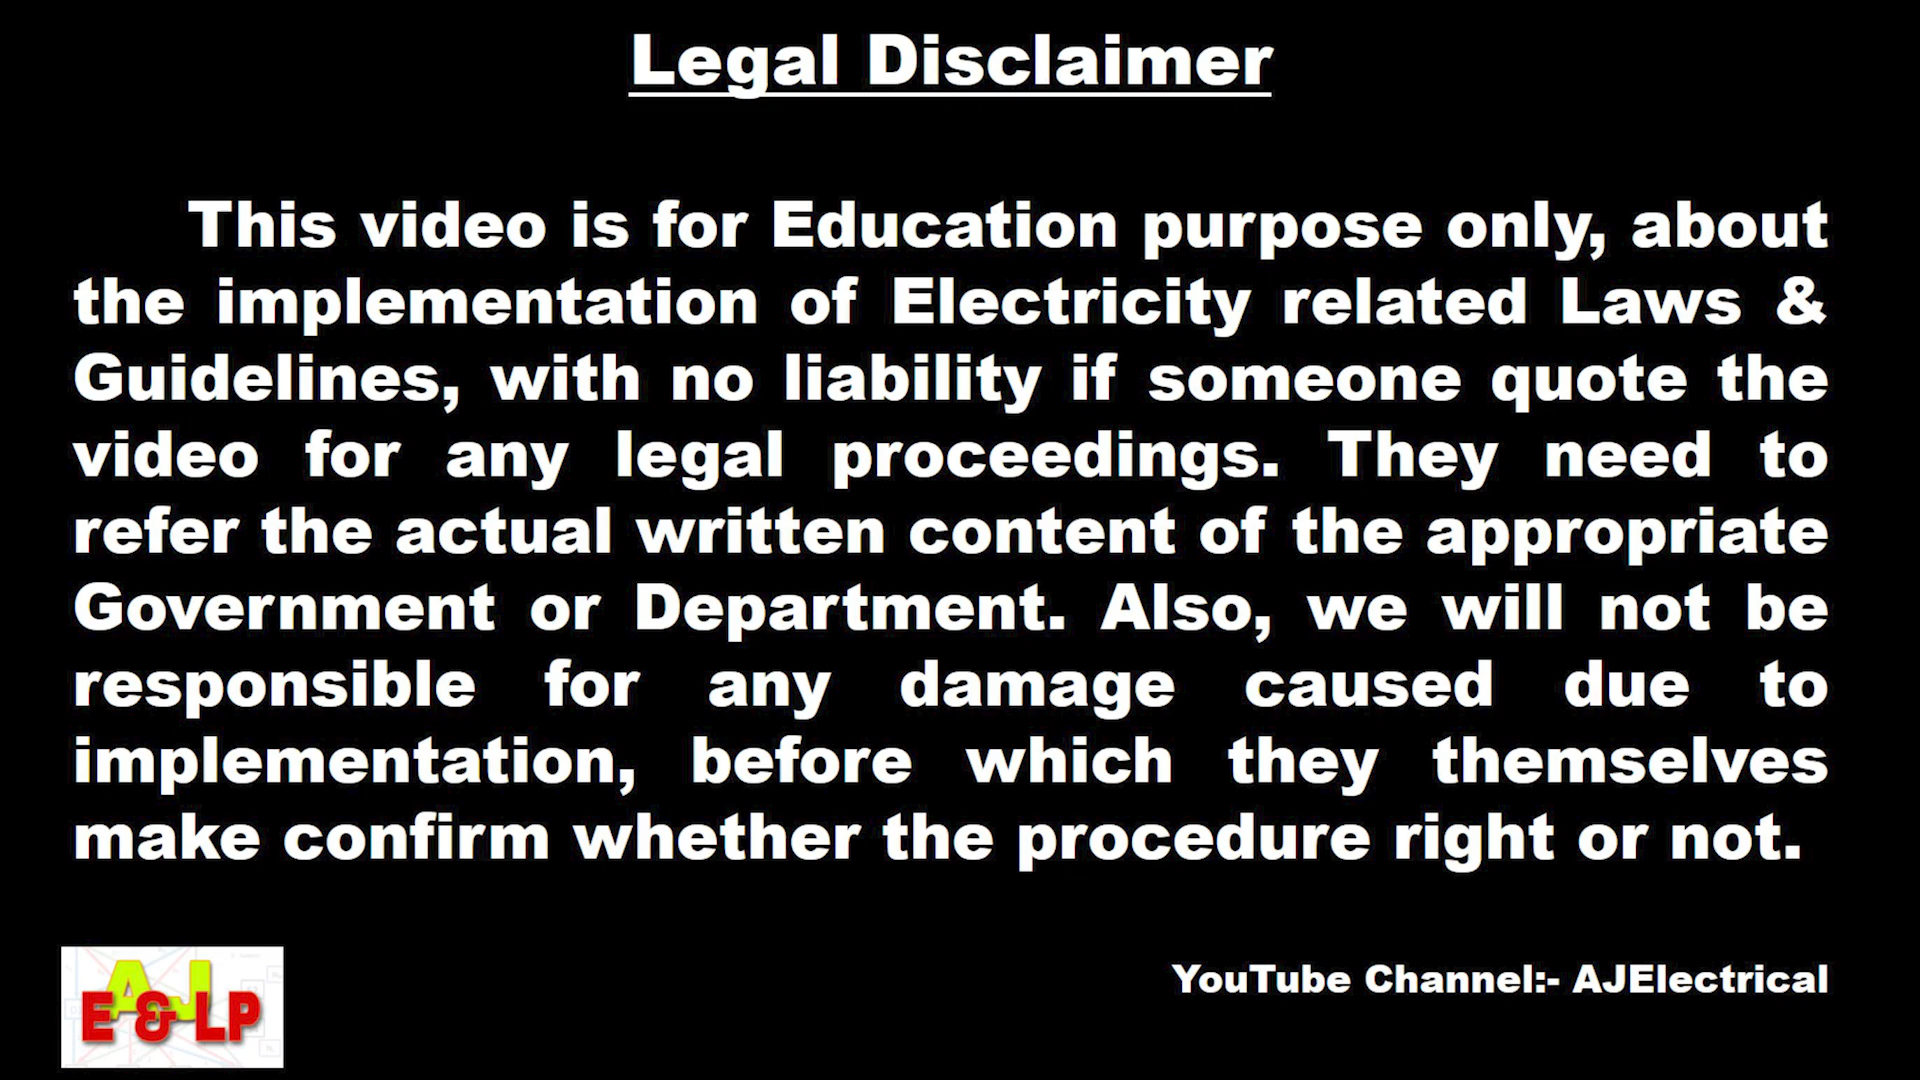 Legal Disclaimer
This video is for Education purpose only, about
the implementation of Electricity related Laws &
Guidelines, with no liability if someone quote the
video for any legal proceedings. They need to
refer the actual written content of the appropriate
Government or Department. Also, we will not be
responsible for any damage caused due to
implementation, before which they themselves
make confirm whether the procedure right or not.
AJ
E & LP
YouTube Channel:- AJElectrical